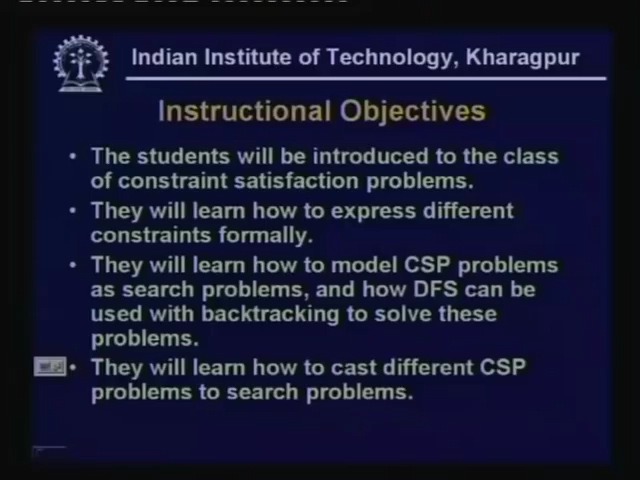 Indian Institute of Technology, Kharagpur
Instructional Objectives
• The students will be introduced to the class
of constraint satisfaction problems.
• They will learn how to express different
constraints formally.
• They will learn how to model CSP problems
as search problems, and how DFS can be
used with backtracking to solve these
problems.
• They will learn how to cast different CSP
problems to search problems.